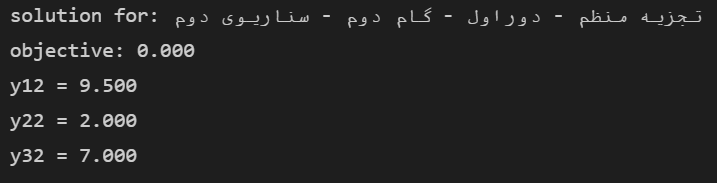 solution for: تجزیه منظم - دوراول - گام دوم - سناریوی دوم
objective: 0.000
y12 = 9.500
y22 = 2.000
y32 = 7.000